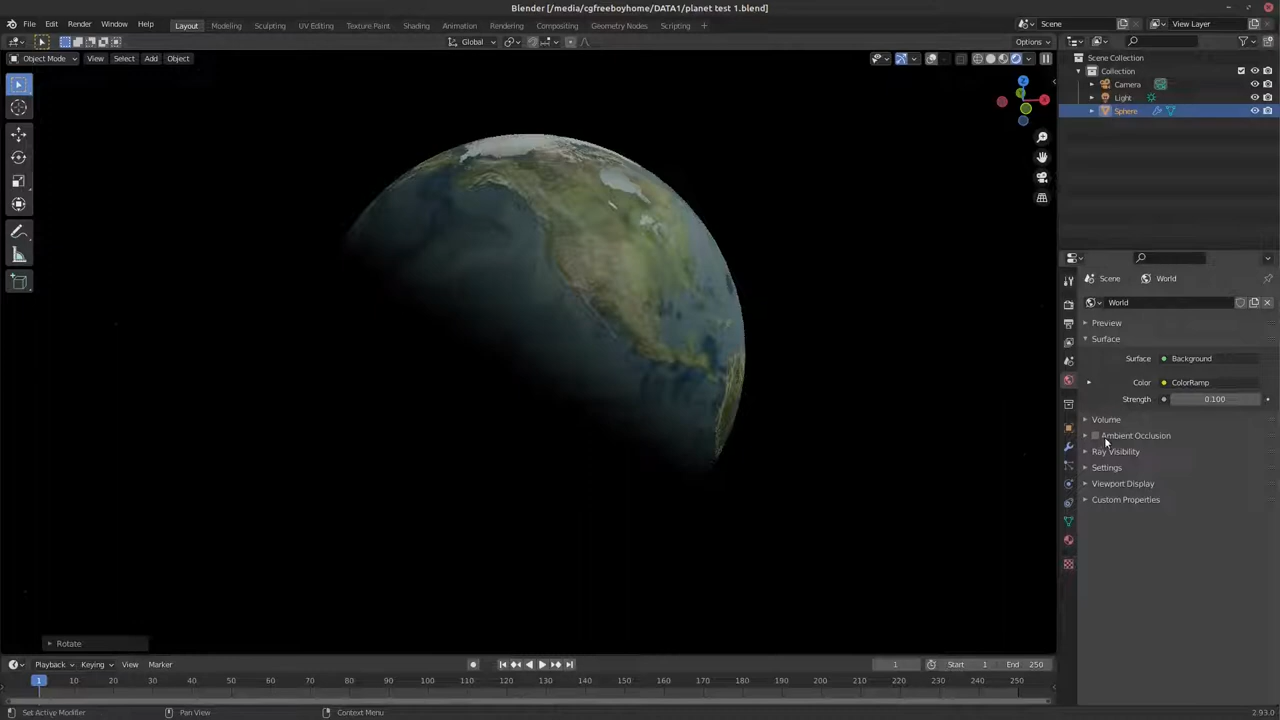 Blender [/media/cgfreeboyhome/DATA1/planet test 1.blend]
File Edit Render Window Help Layout Modeling Sculpting UV Editing Texture Paint Shading Animation Rendering Compositing Geometry Nodes Scripting + Scene View Layer
Global Options
Object Mode View Select Add Object
Scene Collection
Collection
Camera
Light
Sphere
Z
X
Y
Scene World
World
Preview
Surface
Surface Background
Color ColorRamp
Strength 0.100
Volume
Ambient Occlusion
Ray Visibility
Settings
Viewport Display
Custom Properties
Rotate
Playback Keying View Marker 1 Start 1 End 250
1 10 20 30 40 50 60 70 80 90 100 110 120 130 140 150 160 170 180 190 200 210 220 230 240 250
Set Active Modifier Pan View Context Menu 2.93.0